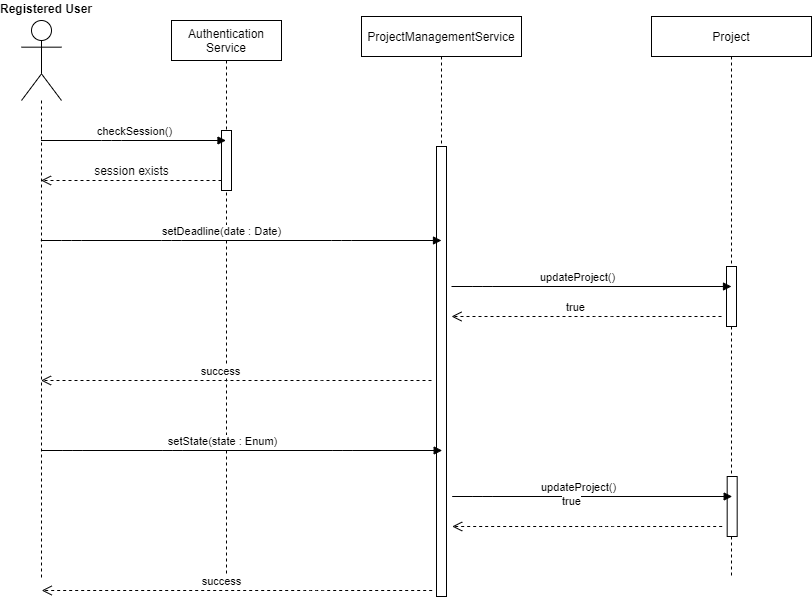 Registered User
Authentication
Service
ProjectManagementService
Project
checkSession()
session exists
setDeadline(date : Date)
updateProject()
true
success
setState(state : Enum)
updateProject()
true
success